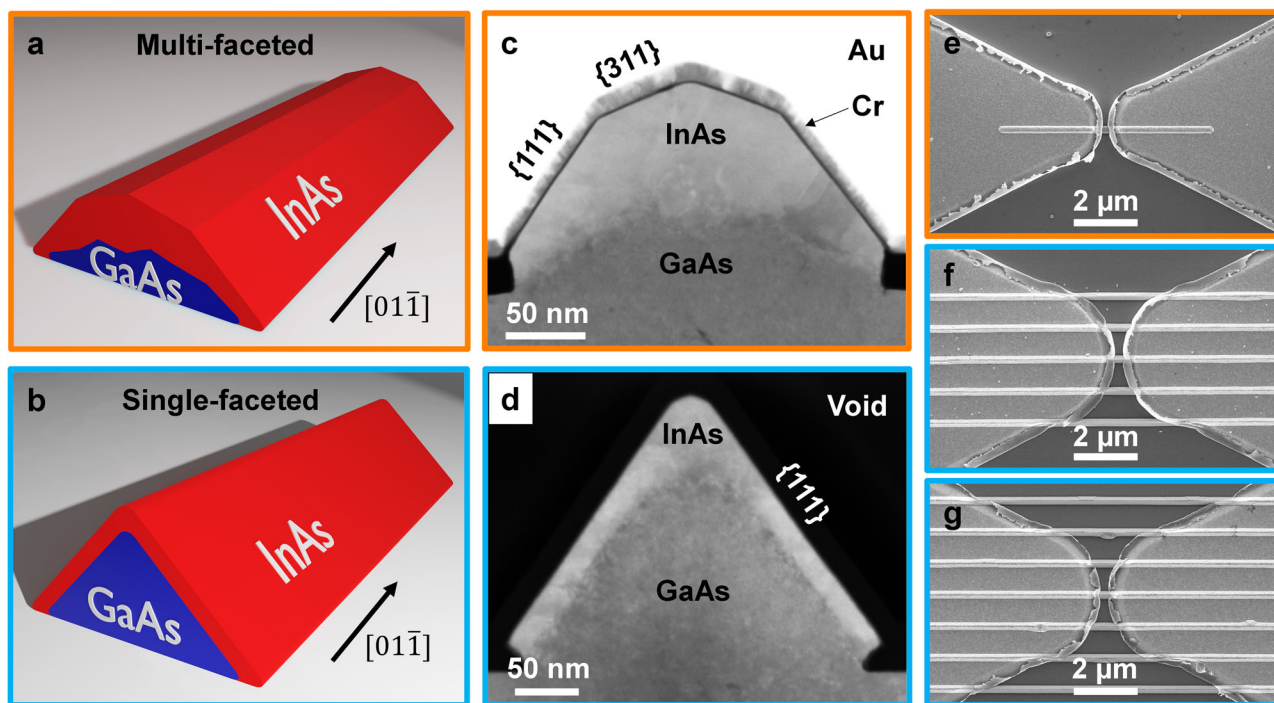 a
Multi-faceted
InAs
GaAs
[011̅]
b
Single-faceted
InAs
GaAs
[011̅]
c
{311}
Au
{111}
Cr
InAs
GaAs
50 nm
d
Void
InAs
{111}
GaAs
50 nm
e
2 µm
f
2 µm
g
2 µm